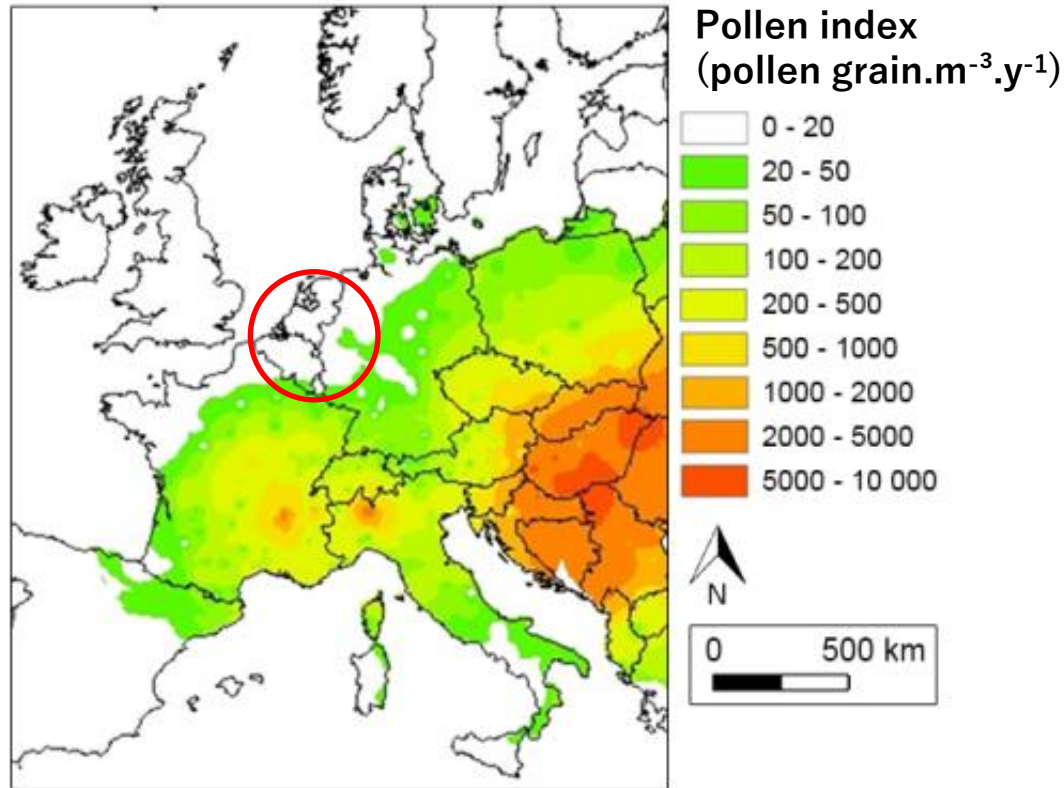 Pollen index
(pollen grain.m⁻³.y⁻¹)
0 - 20
20 - 50
50 - 100
100 - 200
200 - 500
500 - 1000
1000 - 2000
2000 - 5000
5000 - 10 000
N
0 500 km